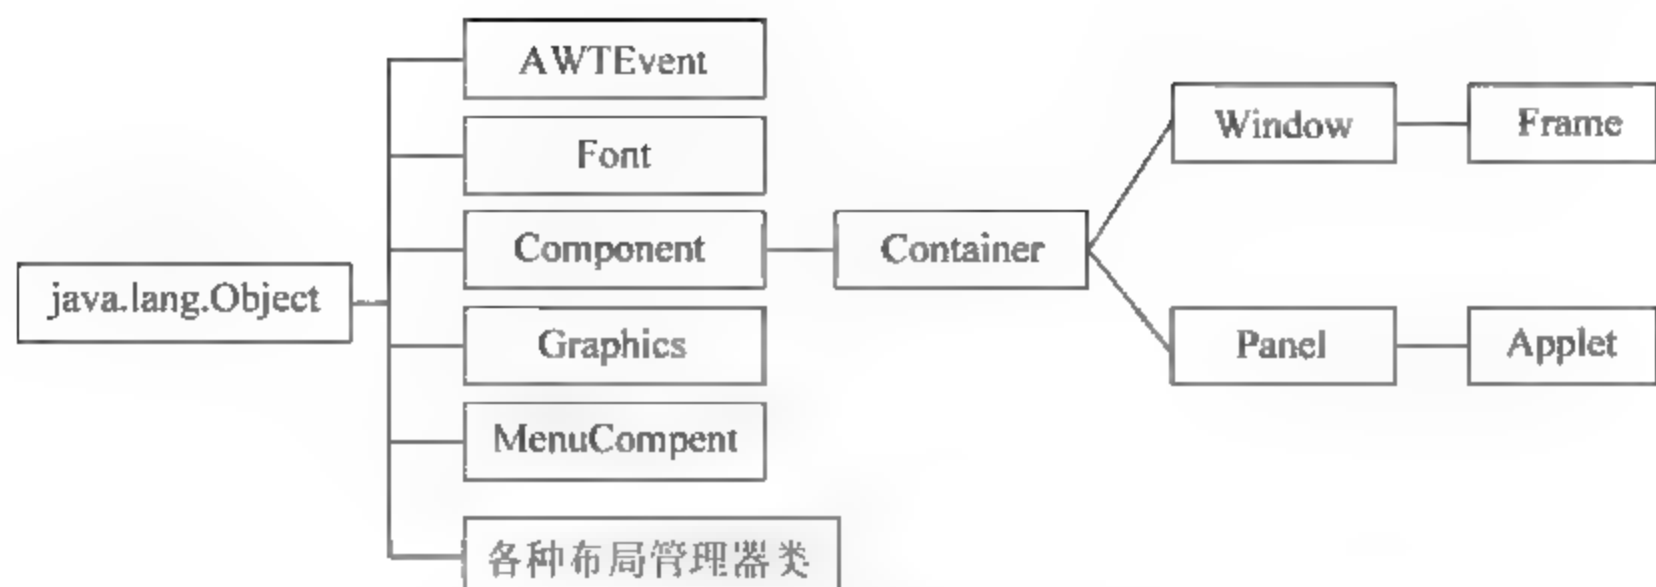 AWTEvent
Font
Component
Graphics
MenuCompent
各种布局管理器类
java.lang.Object
Container
Window
Frame
Panel
Applet